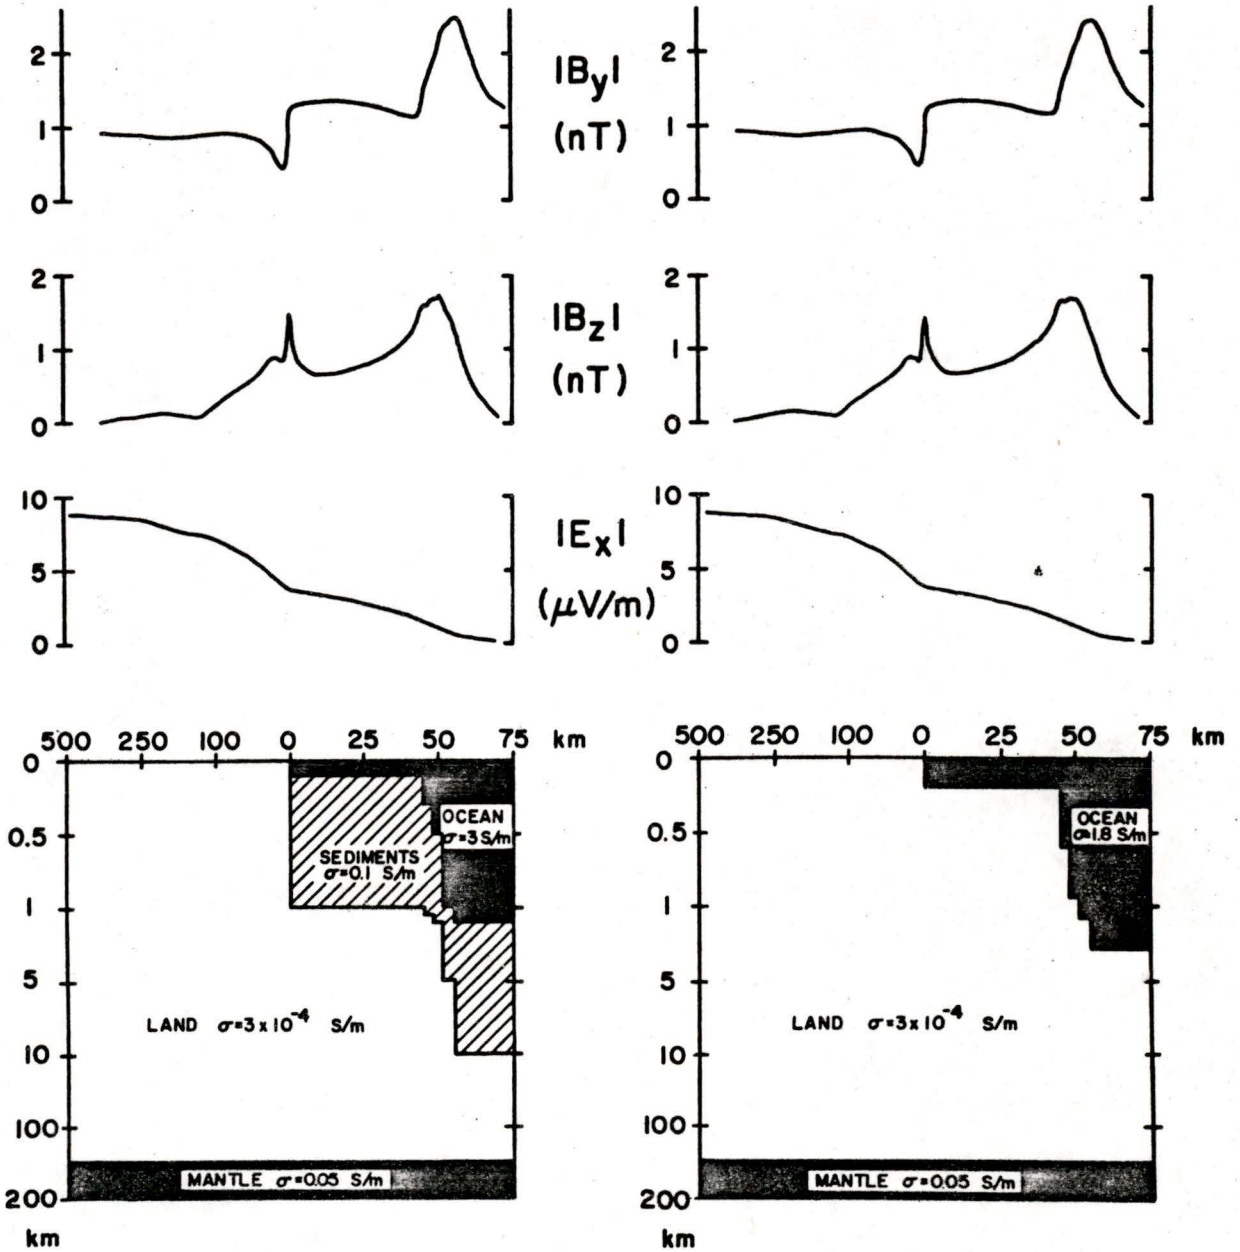 2
1
0
|By|
(nT)
2
1
0
2
1
0
|Bz|
(nT)
2
1
0
10
5
0
|Ex|
(μV/m)
10
5
0
500 250 100 0 25 50 75 km
0
0.5
1
5
10
100
200
km
OCEAN
σ=3 S/m
SEDIMENTS
σ=0.1 S/m
LAND σ=3x10⁻⁴ S/m
MANTLE σ=0.05 S/m
500 250 100 0 25 50 75 km
0
0.5
1
5
10
100
200
km
OCEAN
σ=1.8 S/m
LAND σ=3x10⁻⁴ S/m
MANTLE σ=0.05 S/m